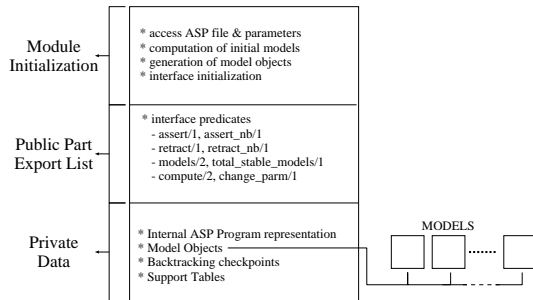 Module
Initialization
* access ASP file & parameters
* computation of initial models
* generation of model objects
* interface initialization
Public Part
Export List
* interface predicates
- assert/1, assert_nb/1
- retract/1, retract_nb/1
- models/2, total_stable_models/1
- compute/2, change_parm/1
Private
Data
* Internal ASP Program representation
* Model Objects
* Backtracking checkpoints
* Support Tables
MODELS